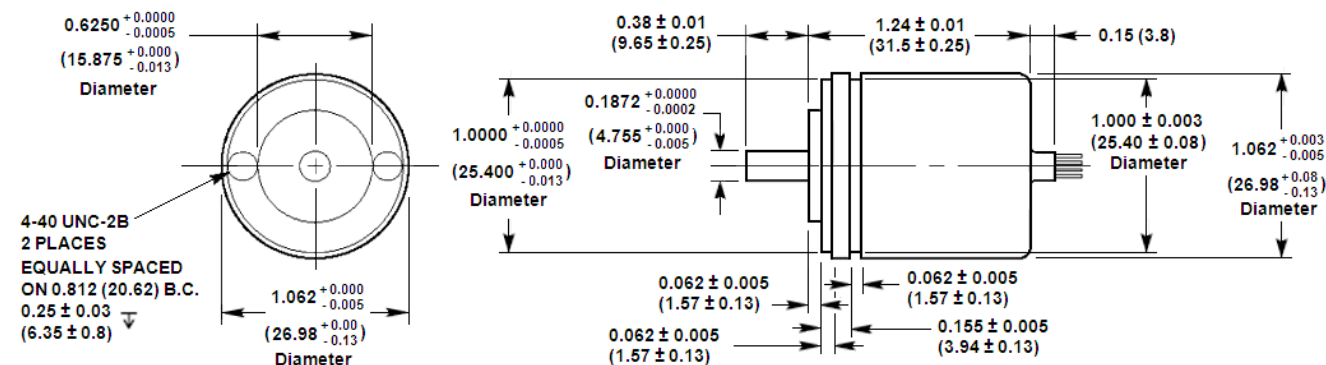 0.6250 +0.0000 -0.0005
(15.875 +0.000 -0.013)
Diameter
4-40 UNC-2B
2 PLACES
EQUALLY SPACED
ON 0.812 (20.62) B.C.
0.25 ± 0.03
(6.35 ± 0.8)
1.062 +0.000 -0.005
(26.98 +0.00 -0.13)
Diameter
0.38 ± 0.01
(9.65 ± 0.25)
1.24 ± 0.01
(31.5 ± 0.25)
0.15 (3.8)
1.0000 +0.0000 -0.0005
(25.400 +0.000 -0.013)
Diameter
0.1872 +0.0000 -0.0002
(4.755 +0.000 -0.005)
Diameter
1.000 ± 0.003
(25.40 ± 0.08)
Diameter
1.062 +0.003 -0.005
(26.98 +0.08 -0.13)
Diameter
0.062 ± 0.005
(1.57 ± 0.13)
0.062 ± 0.005
(1.57 ± 0.13)
0.062 ± 0.005
(1.57 ± 0.13)
0.155 ± 0.005
(3.94 ± 0.13)